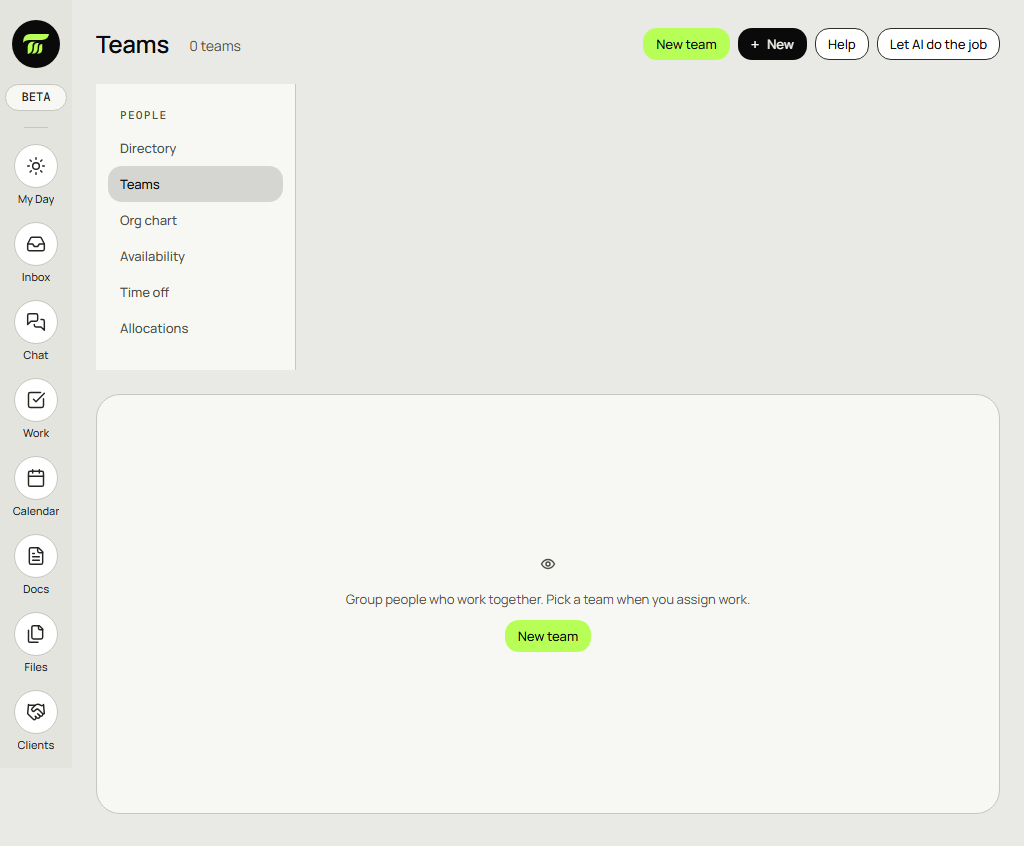 Teams
0 teams
New team
+ New
Help
Let AI do the job
BETA
My Day
Inbox
Chat
Work
Calendar
Docs
Files
Clients
PEOPLE
Directory
Teams
Org chart
Availability
Time off
Allocations
Group people who work together. Pick a team when you assign work.
New team